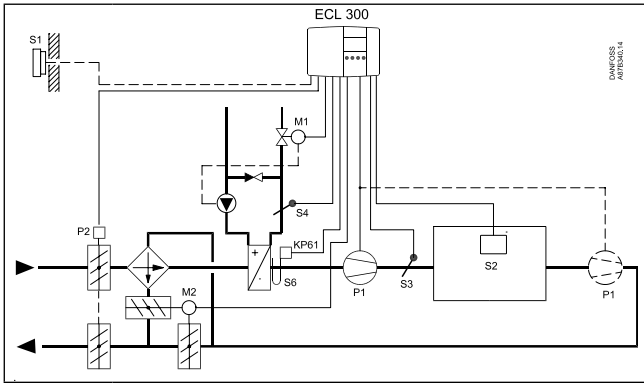 ECL 300
S1
DANFOSS
A87B340.14
M1
P2
S4
KP61
S2
+
-
S6
P1
S3
P1
M2